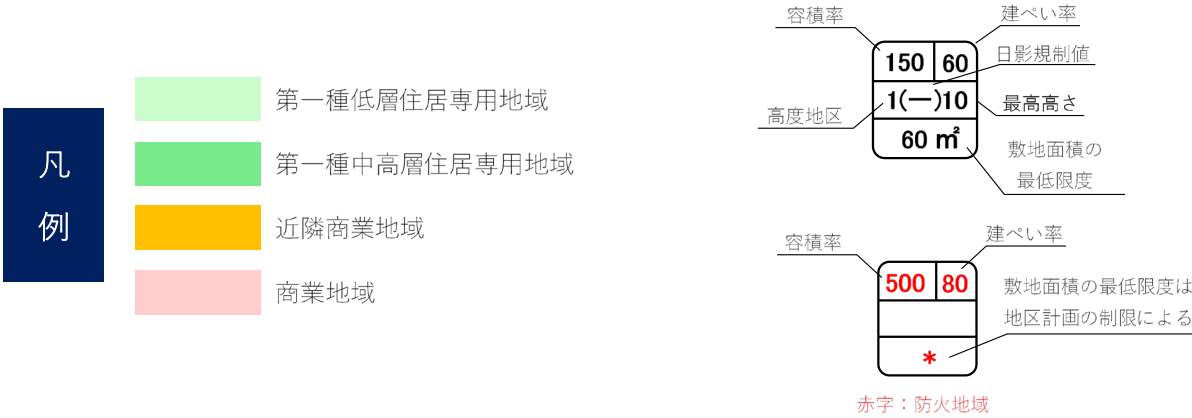 凡
例
第一種低層住居専用地域
第一種中高層住居専用地域
近隣商業地域
商業地域
容積率
建ぺい率
150
60
日影規制値
1(一)10
高度地区
最高高さ
60 ㎡
敷地面積の
最低限度
容積率
建ぺい率
500
80
敷地面積の最低限度は
地区計画の制限による
*
赤字：防火地域